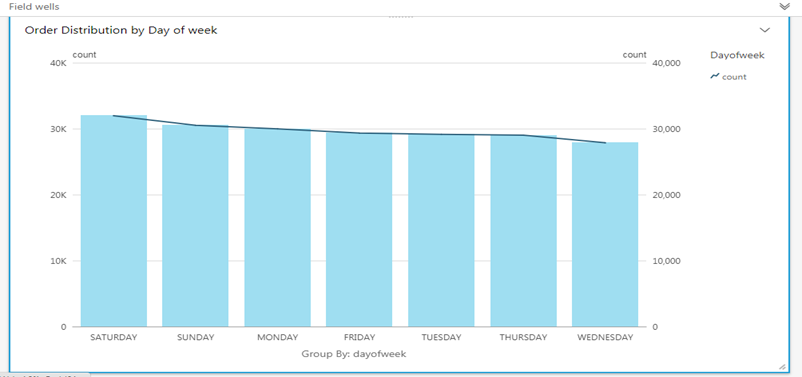 Field wells
Order Distribution by Day of week
count
count
Dayofweek
count
40K
30K
20K
10K
0
40,000
30,000
20,000
10,000
0
SATURDAY SUNDAY MONDAY FRIDAY TUESDAY THURSDAY WEDNESDAY
Group By: dayofweek